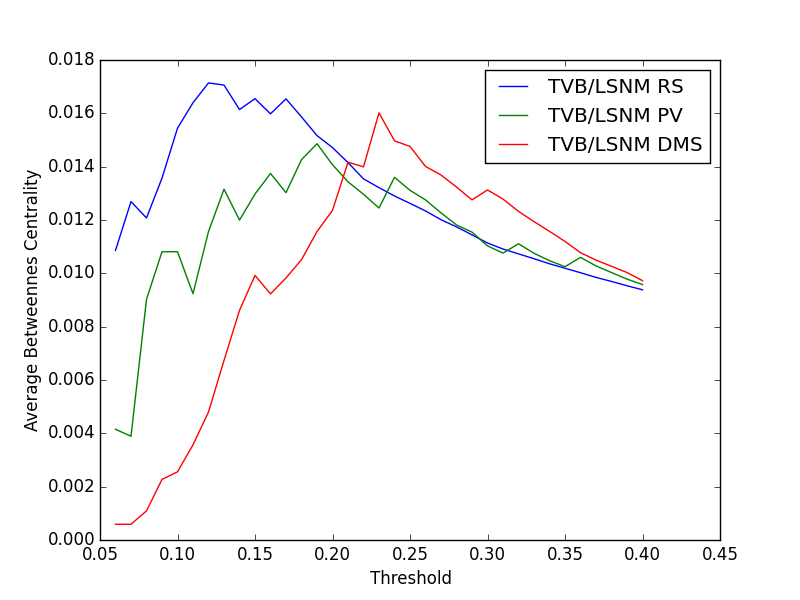 0.018
0.016
0.014
0.012
0.010
0.008
0.006
0.004
0.002
0.000
Average Betweennes Centrality
TVB/LSNM RS
TVB/LSNM PV
TVB/LSNM DMS
0.05 0.10 0.15 0.20 0.25 0.30 0.35 0.40 0.45
Threshold